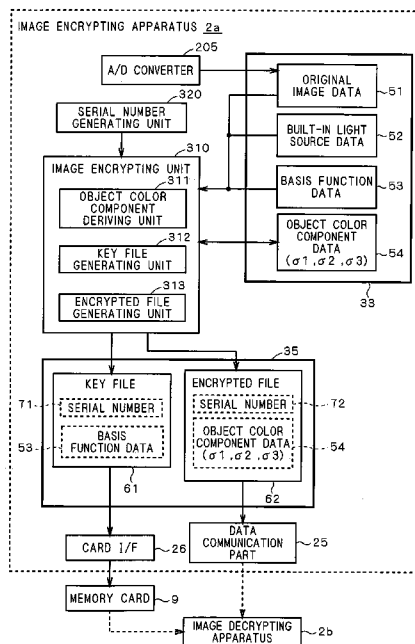 IMAGE ENCRYPTING APPARATUS 2a
205
A/D CONVERTER
320
SERIAL NUMBER
GENERATING UNIT
310
IMAGE ENCRYPTING UNIT
311
OBJECT COLOR
COMPONENT
DERIVING UNIT
312
KEY FILE
GENERATING UNIT
313
ENCRYPTED FILE
GENERATING UNIT
ORIGINAL
IMAGE DATA
51
BUILT-IN LIGHT
SOURCE DATA
52
BASIS FUNCTION
DATA
53
OBJECT COLOR
COMPONENT
DATA
(σ1,σ2,σ3)
54
33
35
KEY FILE
71
SERIAL NUMBER
53
BASIS
FUNCTION DATA
61
ENCRYPTED FILE
SERIAL NUMBER
72
OBJECT COLOR
COMPONENT DATA
(σ1,σ2,σ3)
54
62
CARD I/F
26
DATA
COMMUNICATION
PART
25
MEMORY CARD
9
IMAGE DECRYPTING
APPARATUS
2b